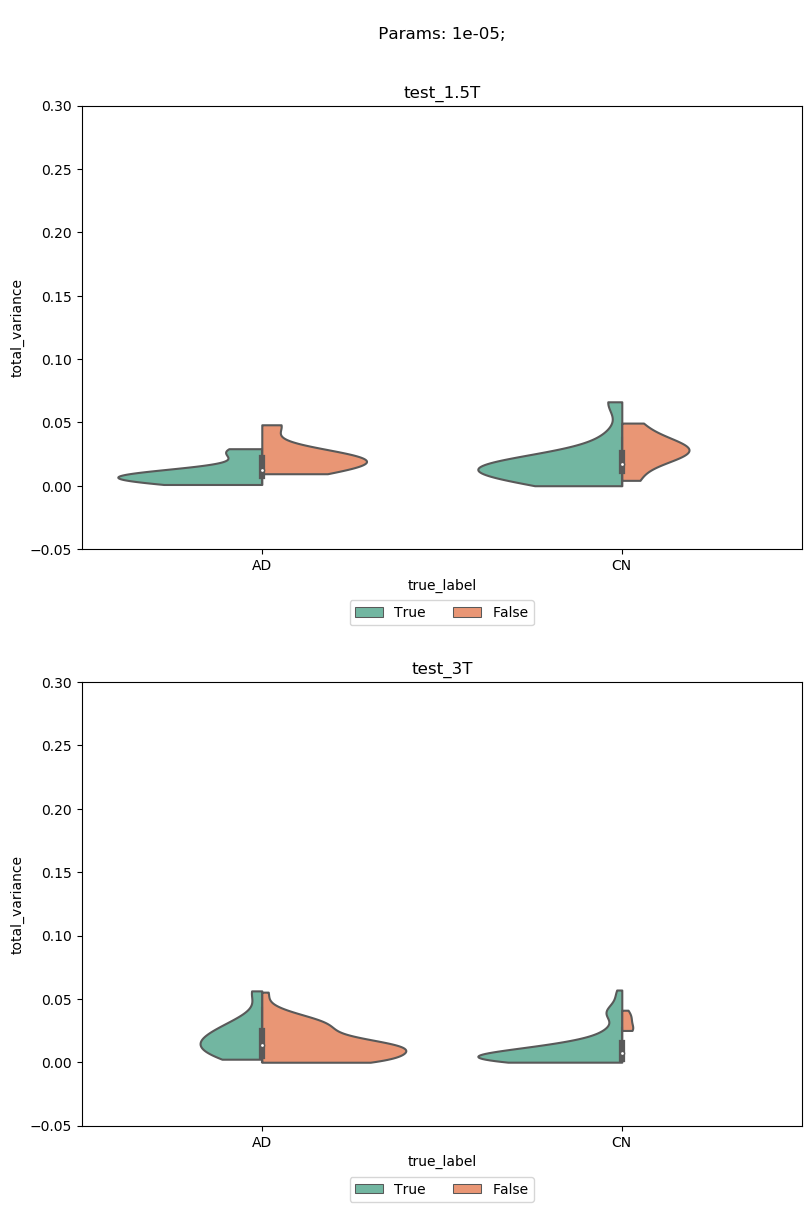 Params: 1e-05;
test_1.5T
0.30
0.25
0.20
0.15
0.10
0.05
0.00
−0.05
total_variance
AD CN
true_label
True False
test_3T
0.30
0.25
0.20
0.15
0.10
0.05
0.00
−0.05
total_variance
AD CN
true_label
True False